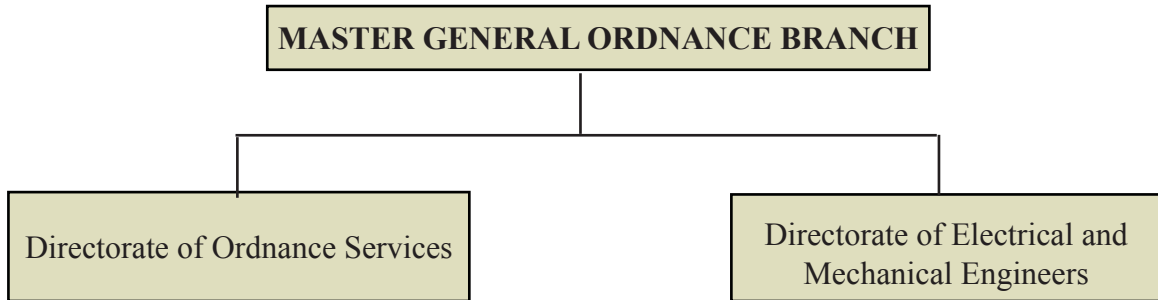 MASTER GENERAL ORDNANCE BRANCH
Directorate of Ordnance Services
Directorate of Electrical and
Mechanical Engineers